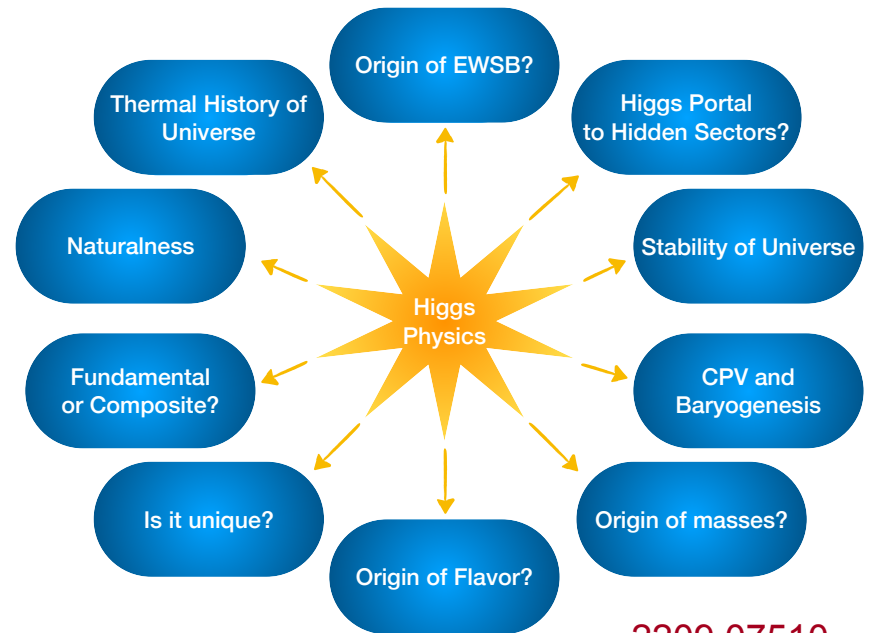 Origin of EWSB?
Thermal History of
Universe
Higgs Portal
to Hidden Sectors?
Naturalness
Stability of Universe
Higgs
Physics
Fundamental
or Composite?
CPV and
Baryogenesis
Is it unique?
Origin of masses?
Origin of Flavor?